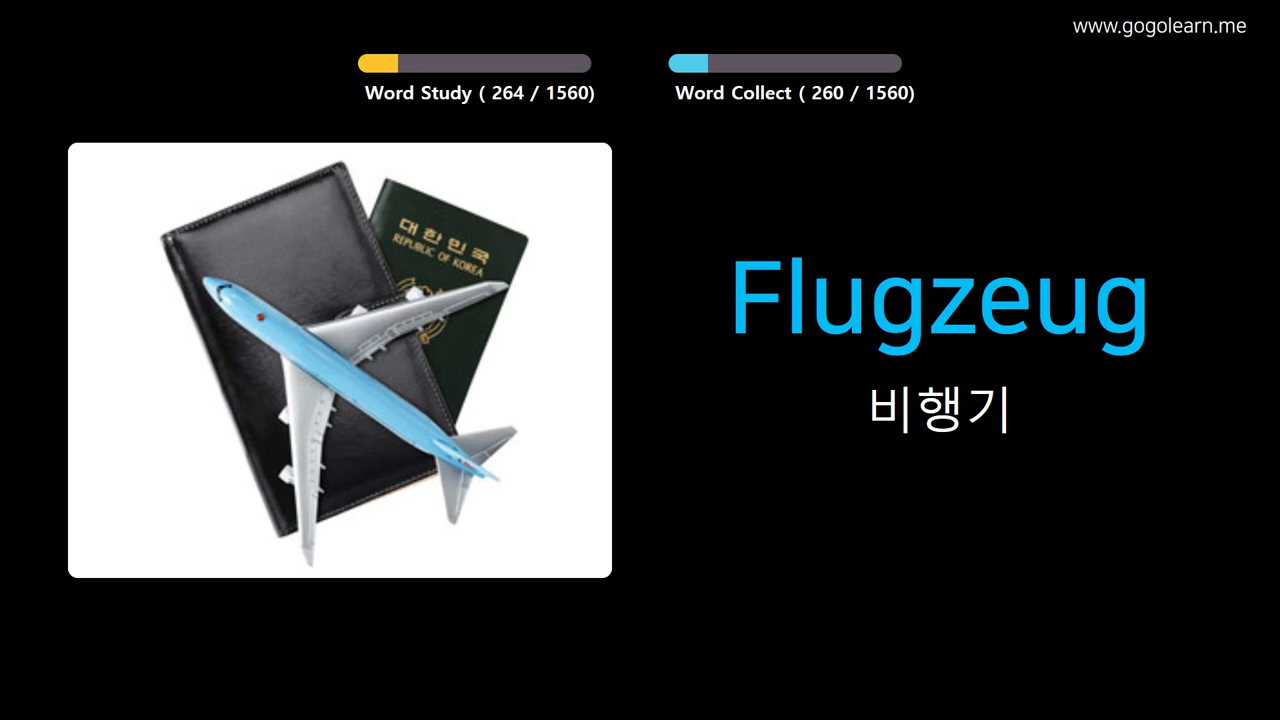 www.gogolearn.me
Word Study ( 264 / 1560)
Word Collect ( 260 / 1560)
대한민국
REPUBLIC OF KOREA
Flugzeug
비행기